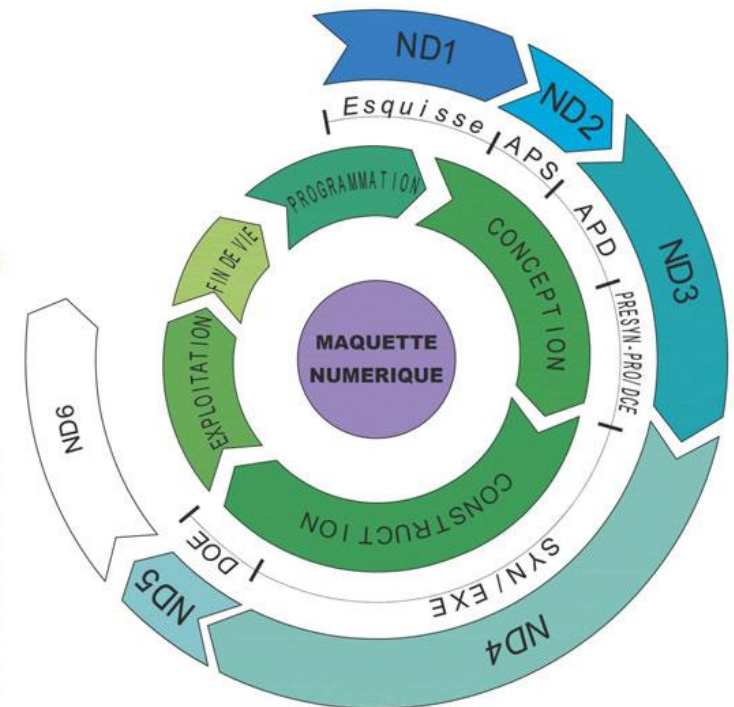 ND1
ND2
ND3
ND4
ND5
ND6
Esquisse
APS
APD
PRESYN-PRO/DCE
SYN/EXE
DOE
PROGRAMMATION
CONCEPTION
CONSTRUCTION
EXPLOITATION
FIN DE VIE
MAQUETTE
NUMERIQUE